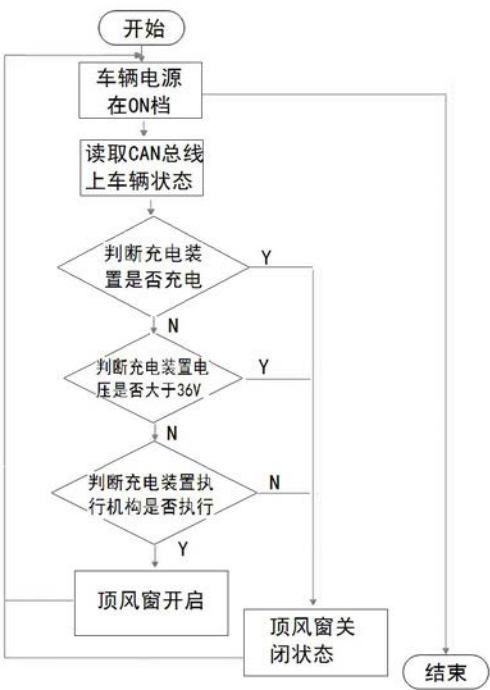 开始
车辆电源
在ON档
读取CAN总线
上车辆状态
判断充电装
置是否充电
Y
N
判断充电装置电
压是否大于36V
Y
N
判断充电装置执
行机构是否执行
N
Y
顶风窗开启
顶风窗关
闭状态
结束